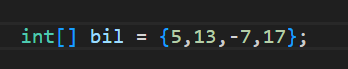 int[] bil = {5,13,-7,17};